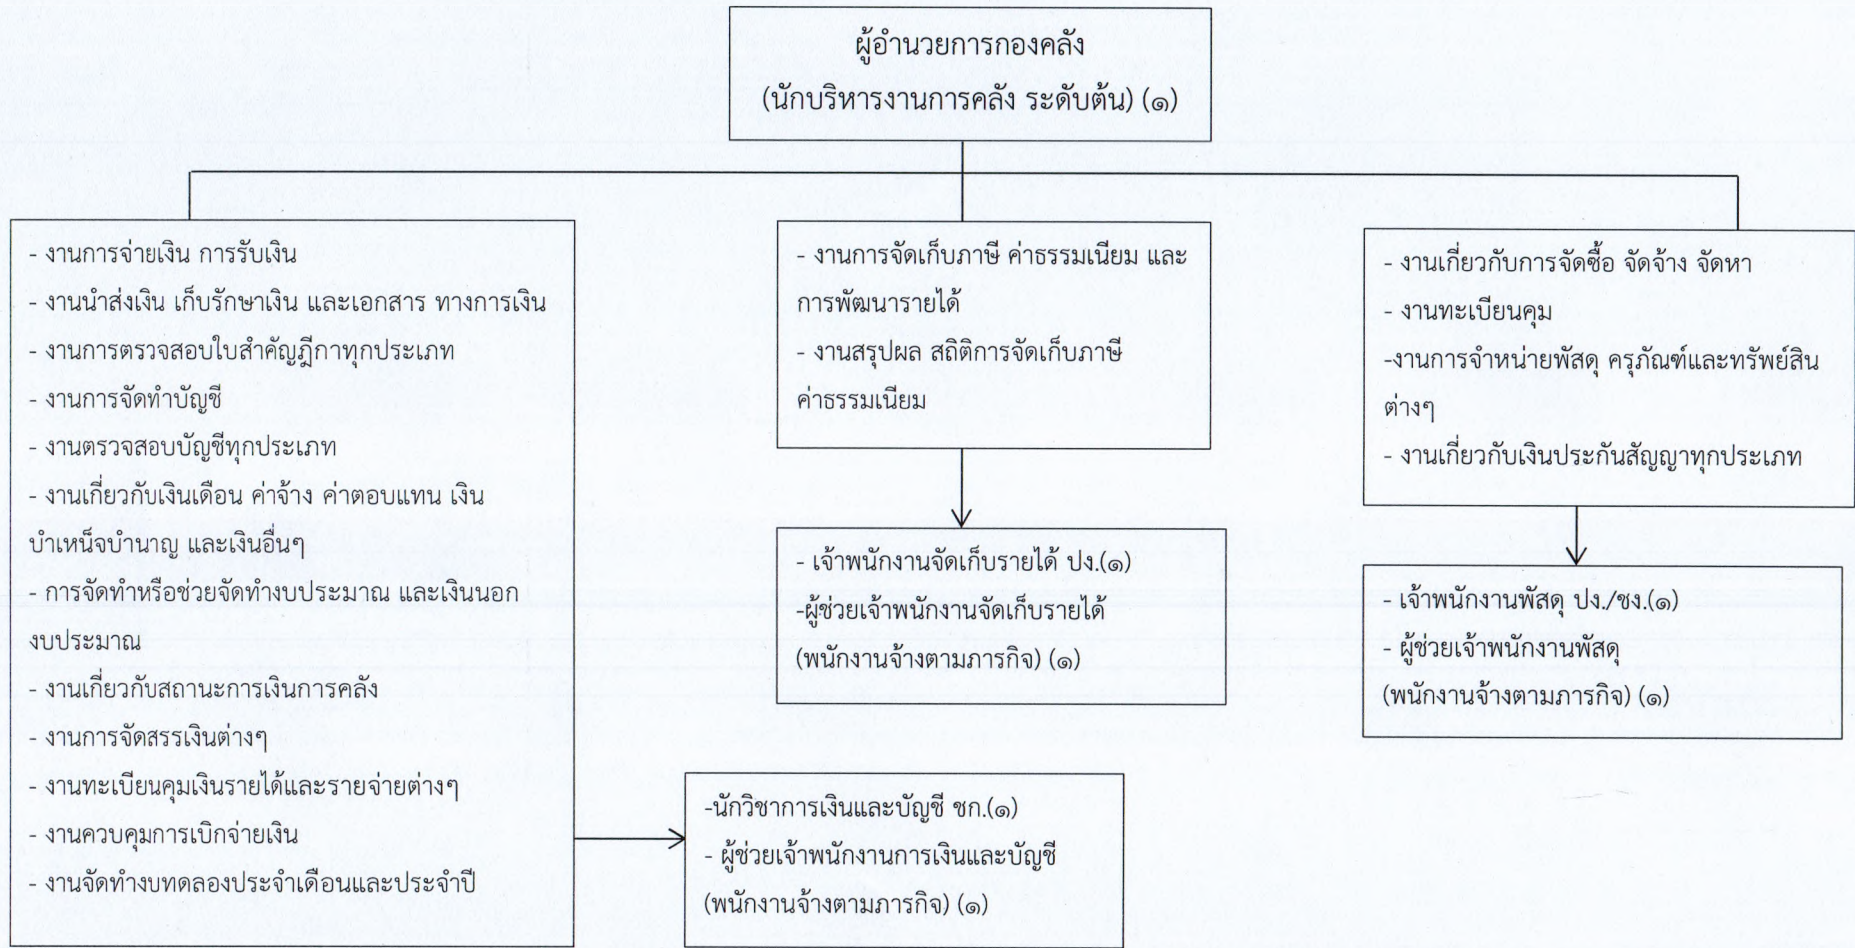 ผู้อำนวยการกองคลัง
(นักบริหารงานการคลัง ระดับต้น) (๑)
- งานการจ่ายเงิน การรับเงิน
- งานนำส่งเงิน เก็บรักษาเงิน และเอกสาร ทางการเงิน
- งานการตรวจสอบใบสำคัญฎีกาทุกประเภท
- งานการจัดทำบัญชี
- งานตรวจสอบบัญชีทุกประเภท
- งานเกี่ยวกับเงินเดือน ค่าจ้าง ค่าตอบแทน เงิน
บำเหน็จบำนาญ และเงินอื่นๆ
- การจัดทำหรือช่วยจัดทำงบประมาณ และเงินนอก
งบประมาณ
- งานเกี่ยวกับสถานะการเงินการคลัง
- งานการจัดสรรเงินต่างๆ
- งานทะเบียนคุมเงินรายได้และรายจ่ายต่างๆ
- งานควบคุมการเบิกจ่ายเงิน
- งานจัดทำงบทดลองประจำเดือนและประจำปี
-นักวิชาการเงินและบัญชี ชก.(๑)
- ผู้ช่วยเจ้าพนักงานการเงินและบัญชี
(พนักงานจ้างตามภารกิจ) (๑)
- งานการจัดเก็บภาษี ค่าธรรมเนียม และ
การพัฒนารายได้
- งานสรุปผล สถิติการจัดเก็บภาษี
ค่าธรรมเนียม
- เจ้าพนักงานจัดเก็บรายได้ ปง.(๑)
-ผู้ช่วยเจ้าพนักงานจัดเก็บรายได้
(พนักงานจ้างตามภารกิจ) (๑)
- งานเกี่ยวกับการจัดซื้อ จัดจ้าง จัดหา
- งานทะเบียนคุม
-งานการจำหน่ายพัสดุ ครุภัณฑ์และทรัพย์สิน
ต่างๆ
- งานเกี่ยวกับเงินประกันสัญญาทุกประเภท
- เจ้าพนักงานพัสดุ ปง./ชง.(๑)
- ผู้ช่วยเจ้าพนักงานพัสดุ
(พนักงานจ้างตามภารกิจ) (๑)